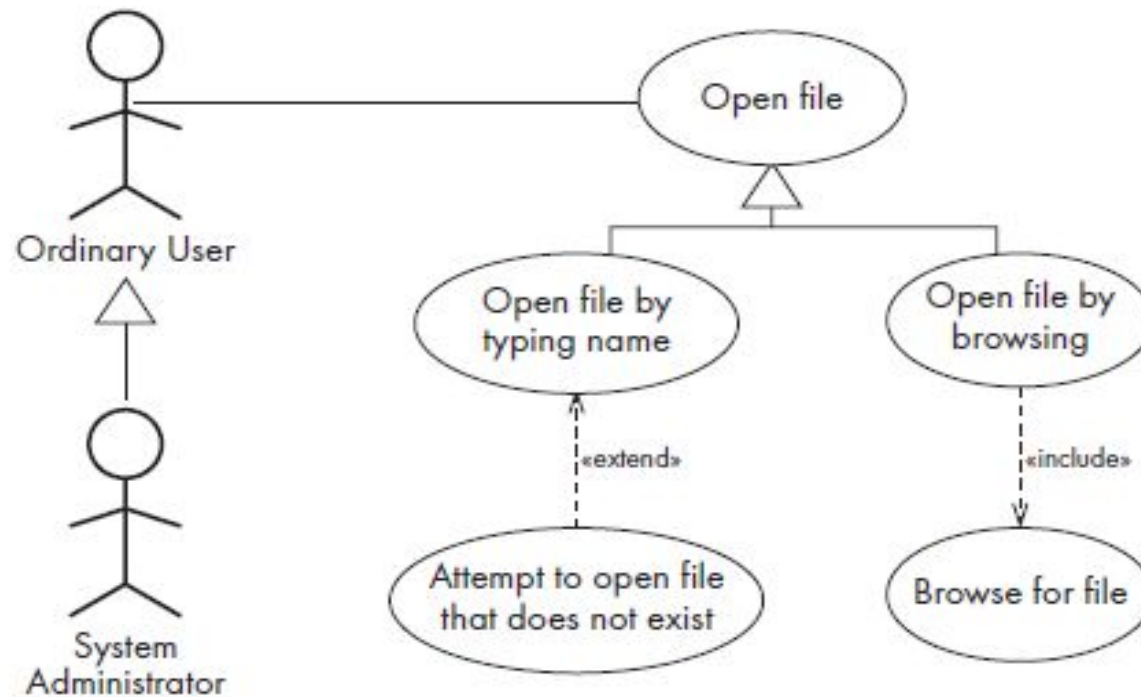 Open file
Ordinary User
Open file by
typing name
Open file by
browsing
«extend»
«include»
Attempt to open file
that does not exist
Browse for file
System
Administrator